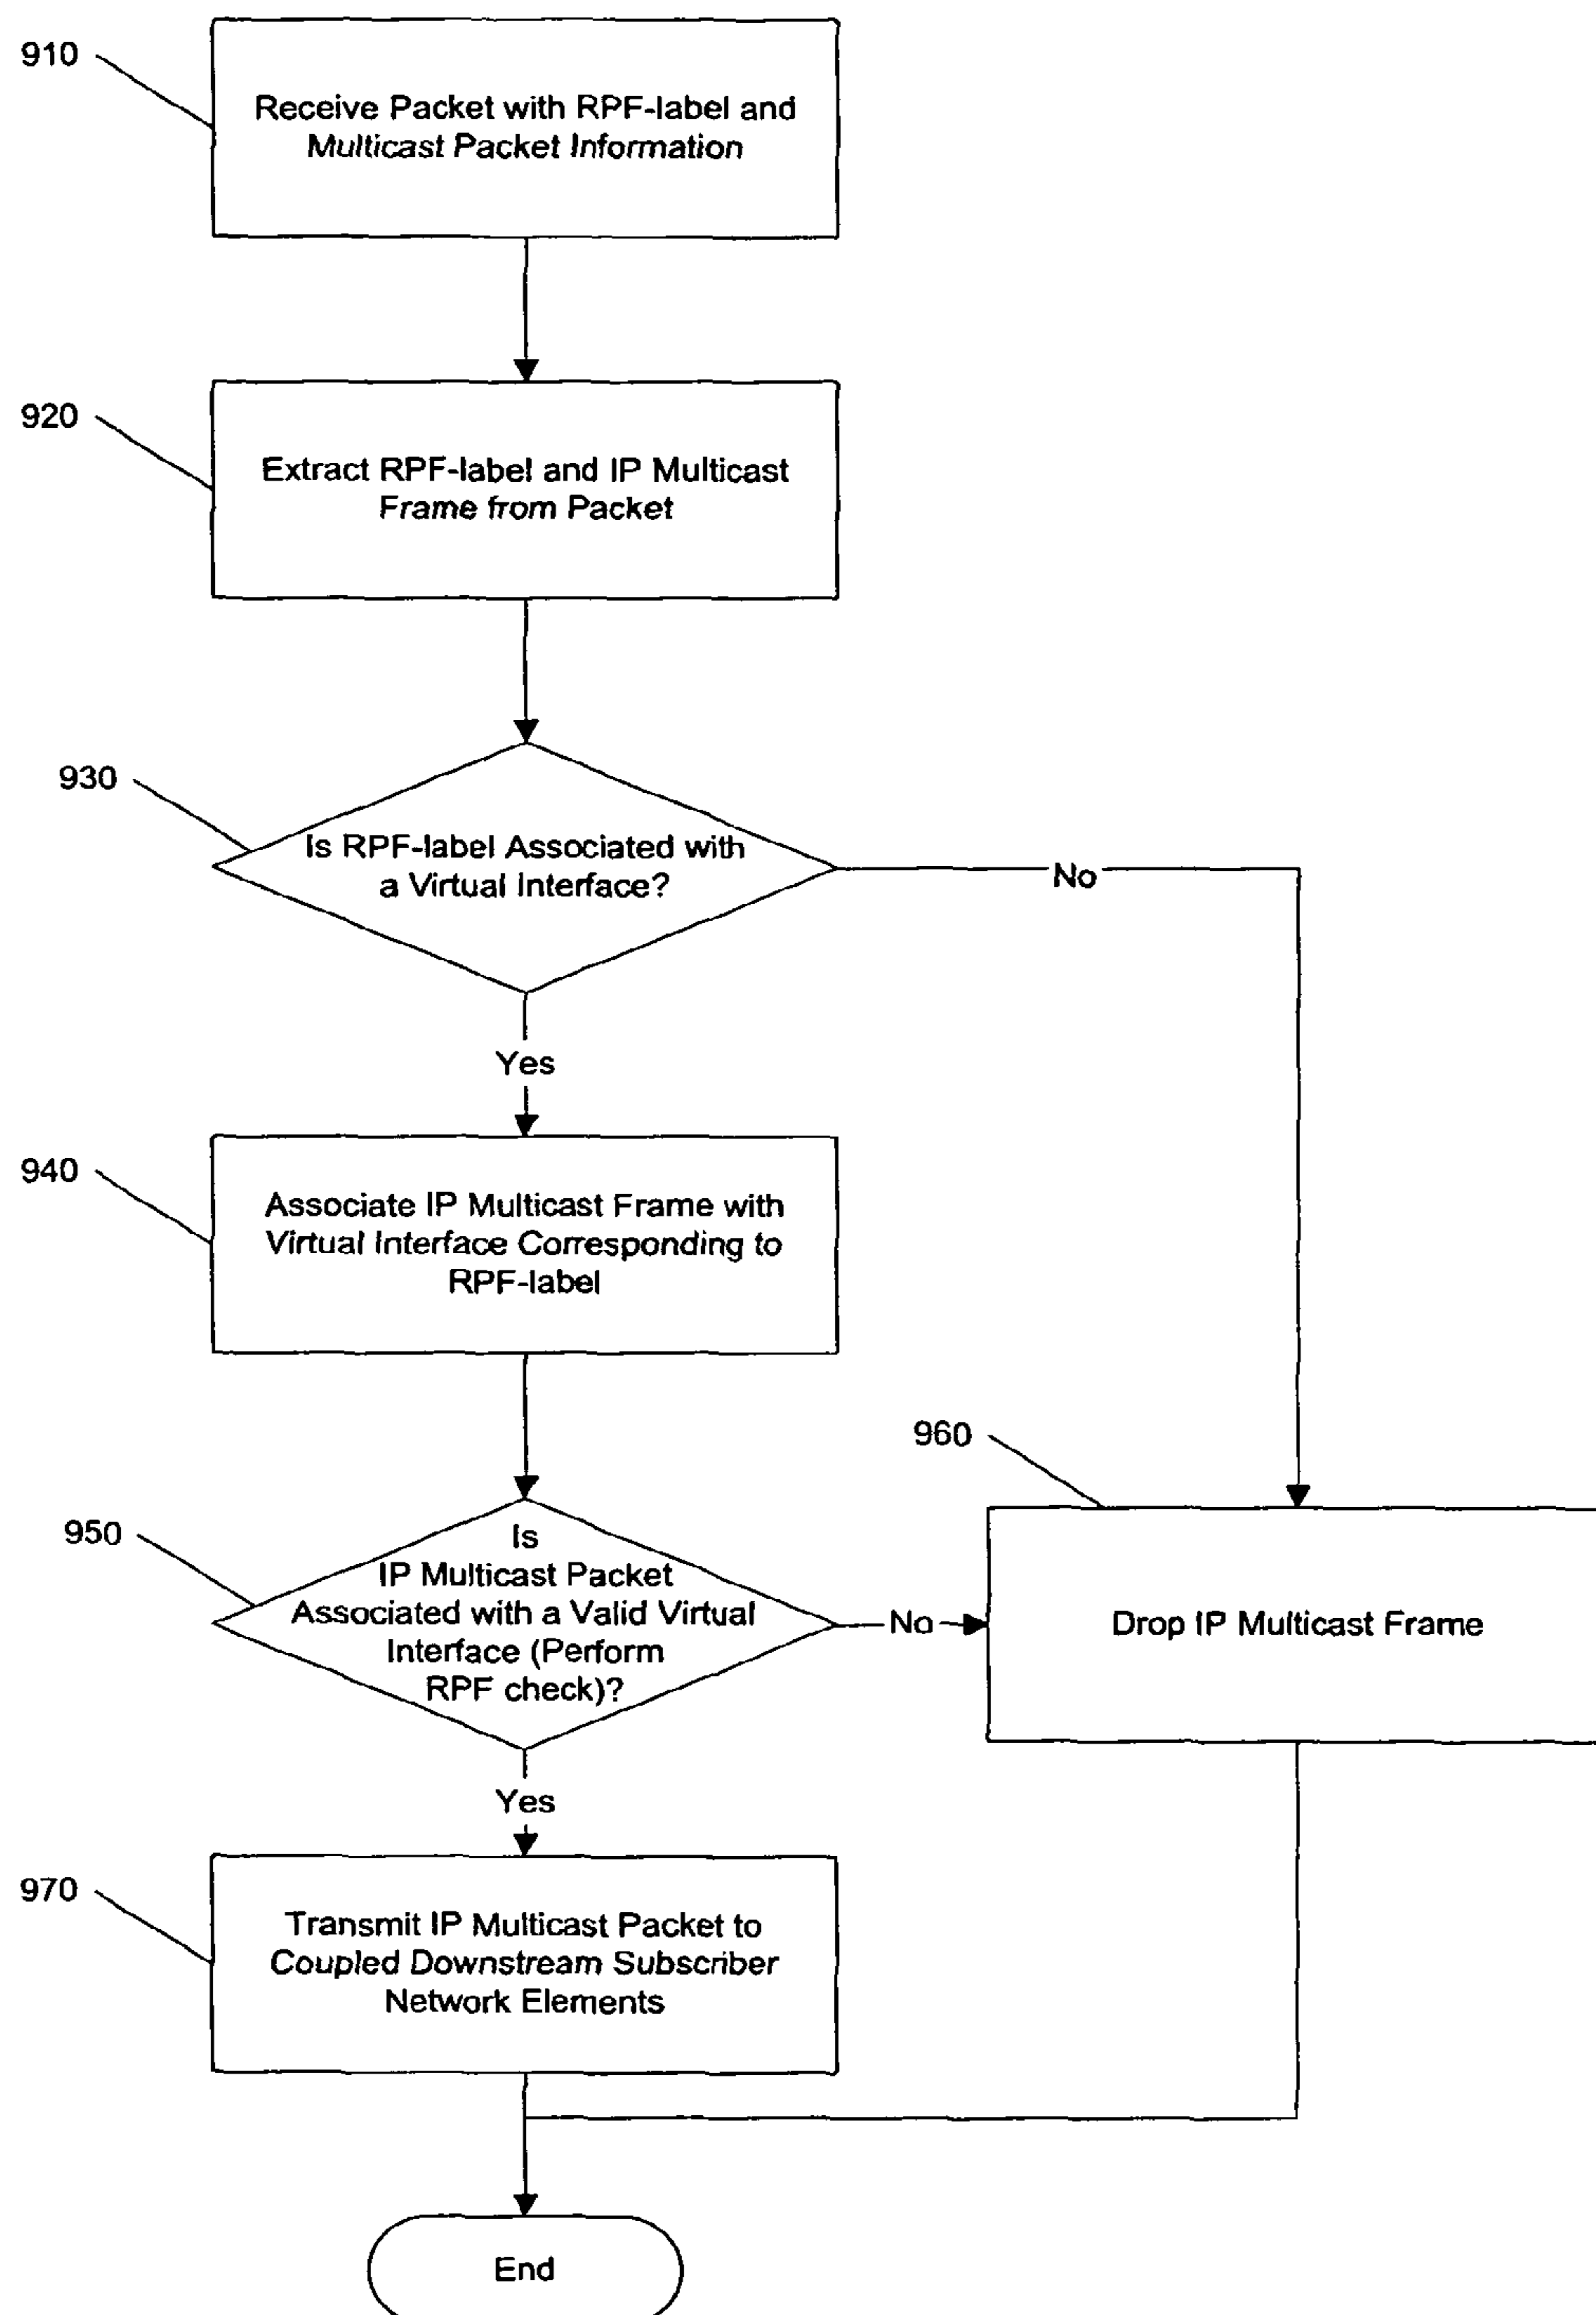 910
Receive Packet with RPF-label and
Multicast Packet Information
920
Extract RPF-label and IP Multicast
Frame from Packet
930
Is RPF-label Associated with
a Virtual Interface?
No
Yes
940
Associate IP Multicast Frame with
Virtual Interface Corresponding to
RPF-label
950
Is
IP Multicast Packet
Associated with a Valid Virtual
Interface (Perform
RPF check)?
No
960
Drop IP Multicast Frame
Yes
970
Transmit IP Multicast Packet to
Coupled Downstream Subscriber
Network Elements
End